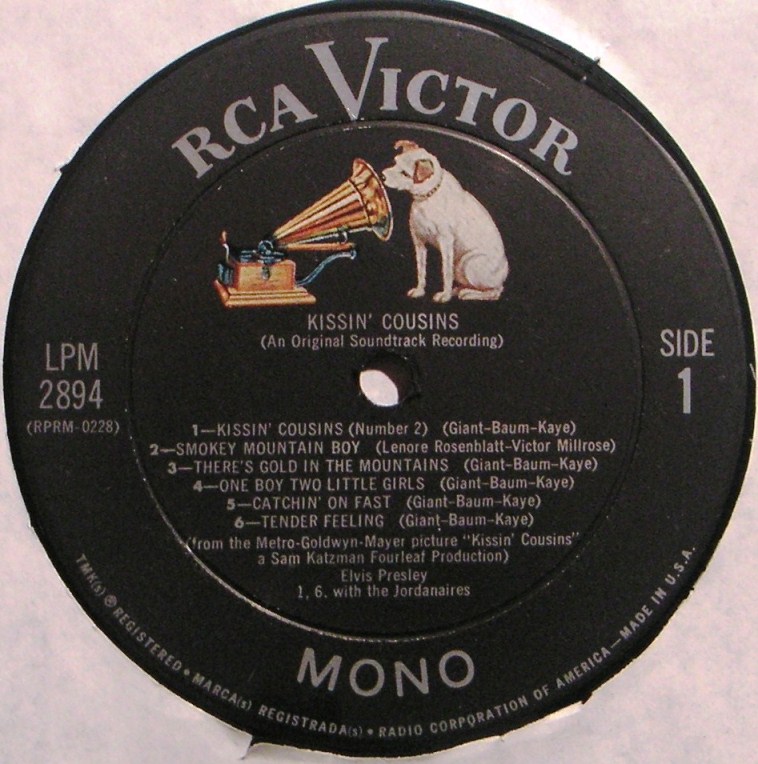 RCA VICTOR
KISSIN' COUSINS
(An Original Soundtrack Recording)
LPM
2894
(RPRM-0228)
SIDE
1
1—KISSIN' COUSINS (Number 2) (Giant-Baum-Kaye)
2—SMOKEY MOUNTAIN BOY (Lenore Rosenblatt-Victor Millrose)
3—THERE'S GOLD IN THE MOUNTAINS (Giant-Baum-Kaye)
4—ONE BOY TWO LITTLE GIRLS (Giant-Baum-Kaye)
5—CATCHIN' ON FAST (Giant-Baum-Kaye)
6—TENDER FEELING (Giant-Baum-Kaye)
(from the Metro-Goldwyn-Mayer picture "Kissin' Cousins"
a Sam Katzman Fourleaf Production)
Elvis Presley
1, 6. with the Jordanaires
MONO
TMK(s) ® REGISTERED • MARCA(s) REGISTRADA(s) • RADIO CORPORATION OF AMERICA—MADE IN U.S.A.